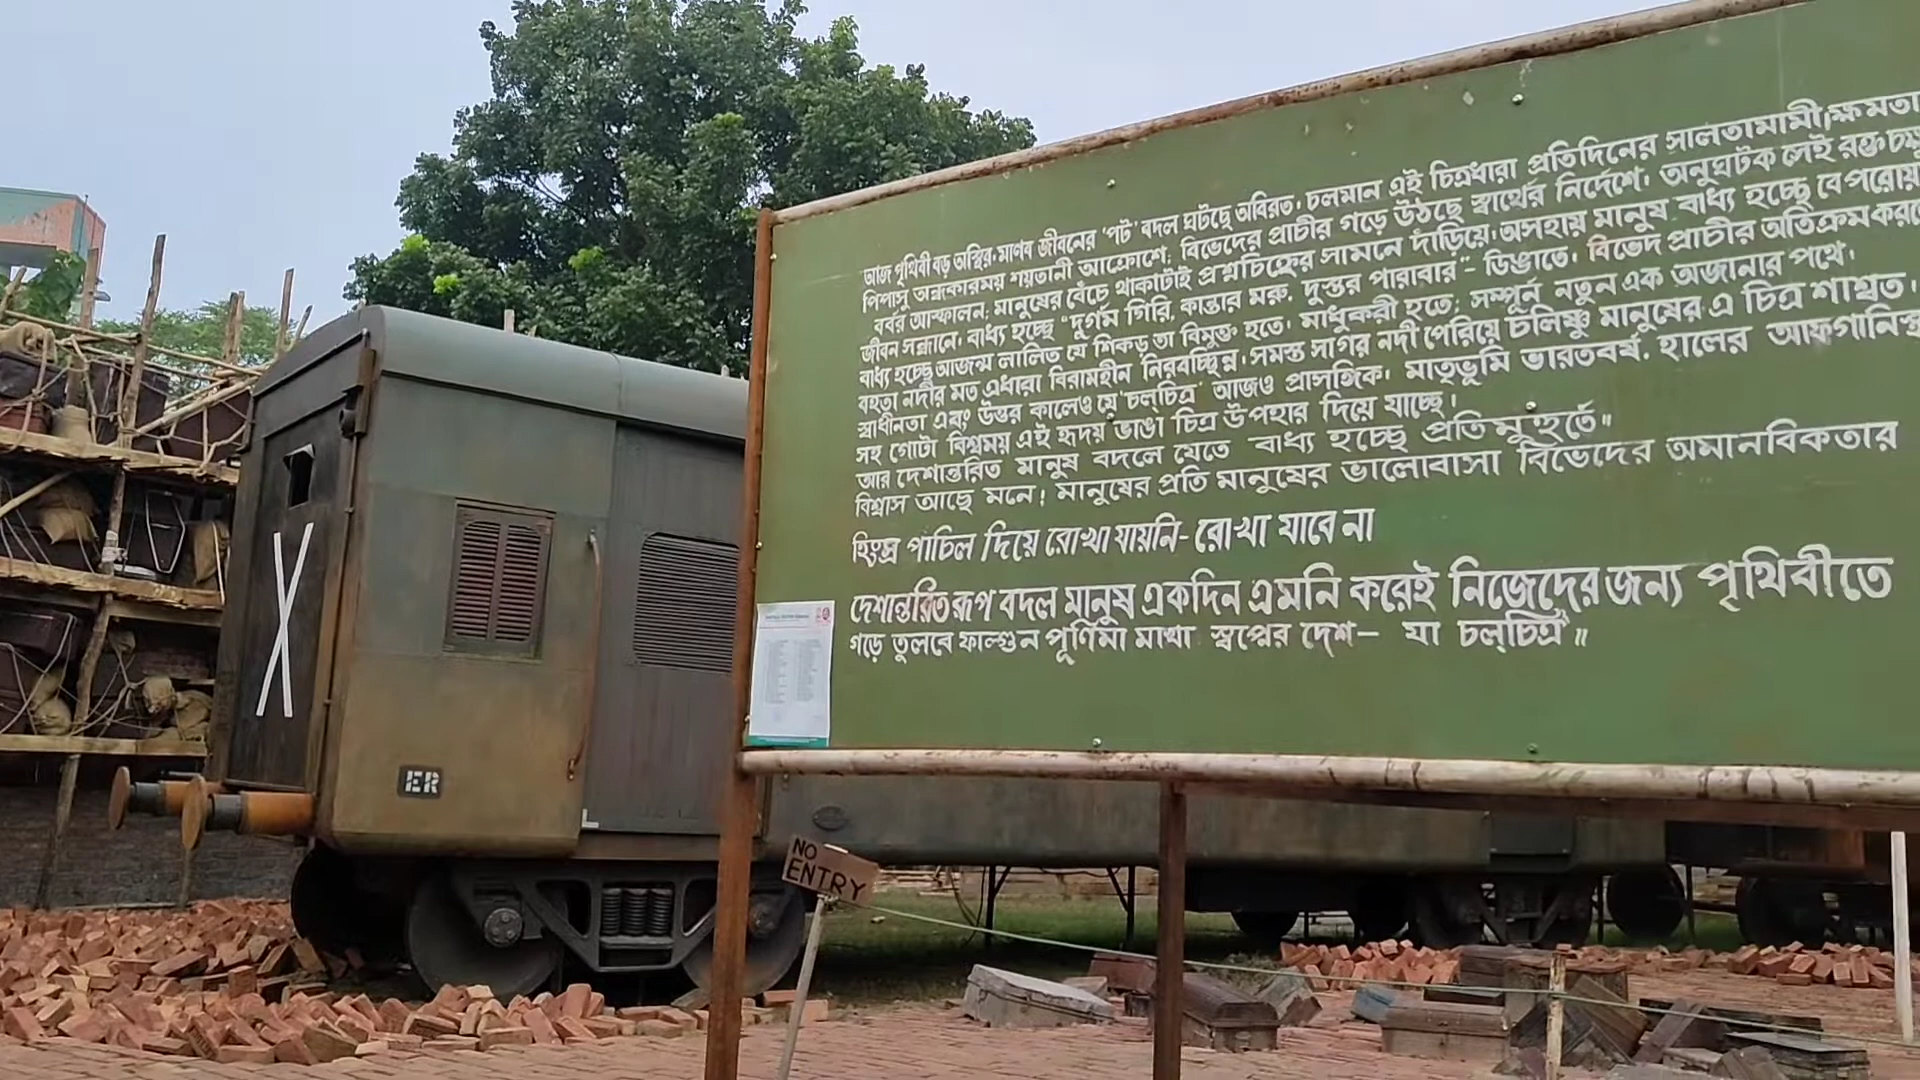 আজ পৃথিবী বড় অস্থির, মানব জীবনের 'পট' বদল ঘটছে অবিরত, চলমান এই চিত্রধারা প্রতিদিনের সালতামামী, ক্ষমতা
পিপাসু অন্ধকারময় শয়তানী আক্রোশে, বিভেদের প্রাচীর গড়ে উঠছে স্বার্থের নির্দেশে, অনুঘটক সেই রক্তচক্ষু
বর্বর আস্ফালন; মানুষের বেঁচে থাকাটাই প্রশ্নচিহ্নের সামনে দাঁড়িয়ে, অসহায় মানুষ বাধ্য হচ্ছে বেপরোয়া
জীবন সন্ধানে, বাধ্য হচ্ছে "দুর্গম গিরি, কান্তার মরু, দুস্তর পারাবার"- ডিঙাতে, বিভেদ প্রাচীর অতিক্রম করতে
বাধ্য হচ্ছে আজন্ম লালিত যে শিকড় তা বিমুক্ত হতে, মাধুকরী হতে, সম্পূর্ন নতুন এক অজানার পথে,
বহতা নদীর মত এধারা বিরামহীন নিরবচ্ছিন্ন, সমস্ত সাগর নদী পেরিয়ে চলিষ্ণু মানুষের এ চিত্র শাশ্বত,
স্বাধীনতা এবং উত্তর কালেও যে 'চল্‌চিত্র' আজও প্রাসঙ্গিক, মাতৃভূমি ভারতবর্ষ, হালের
সহ গোটা বিশ্বময় এই হৃদয় ভাঙা চিত্র উপহার দিয়ে যাচ্ছে,
আর দেশান্তরিত মানুষ বদলে যেতে বাধ্য হচ্ছে প্রতি মুহূর্তে॥
বিশ্বাস আছে মনে! মানুষের প্রতি মানুষের ভালোবাসা বিভেদের অমানবিকতার
হিংস্র পাঁচিল দিয়ে রোখা যায়নি- রোখা যাবে না
দেশান্তরিত রূপ বদল মানুষ একদিন এমনি করেই নিজেদের জন্য পৃথিবীতে
গড়ে তুলবে ফাল্গুন পূর্ণিমা মাখা স্বপ্নের দেশ- যা চল্‌চিত্র"॥
ER
NO
ENTRY